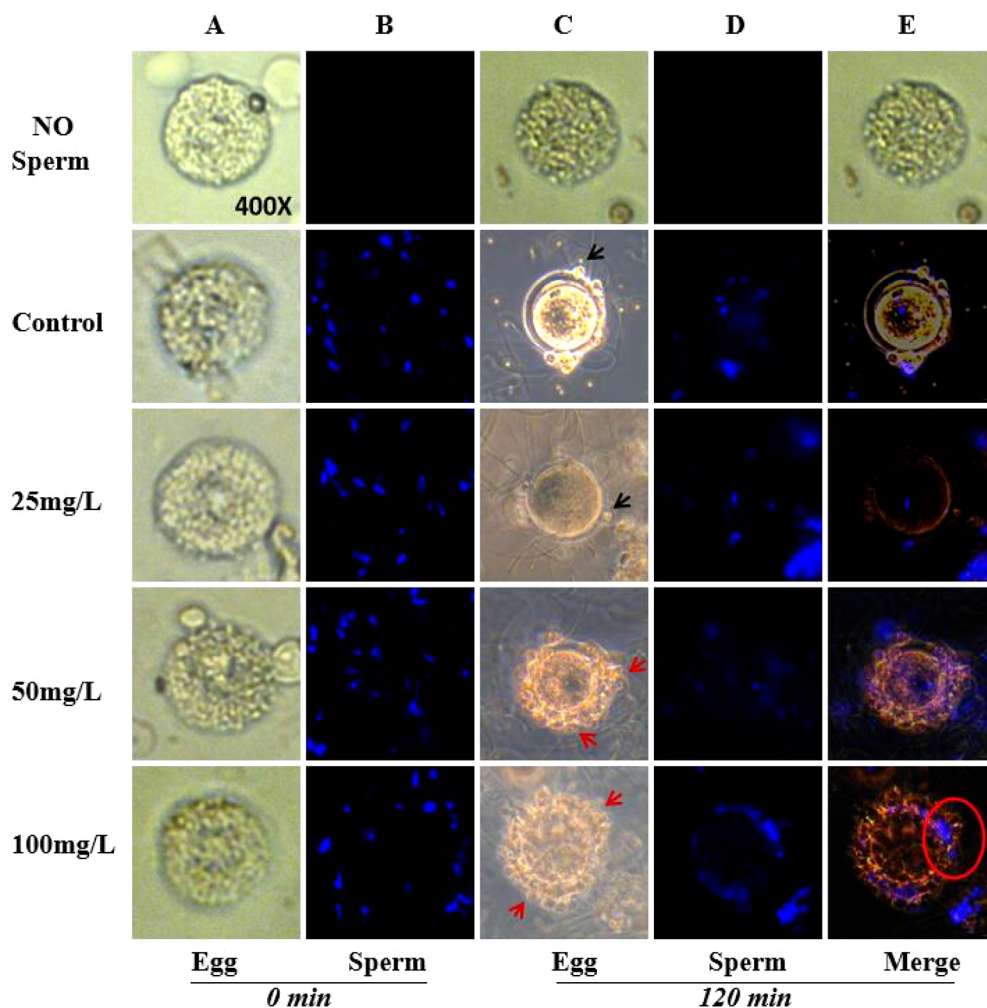 A B C D E
NO
Sperm
400X
Control
25mg/L
50mg/L
100mg/L
Egg Sperm Egg Sperm Merge
0 min 120 min